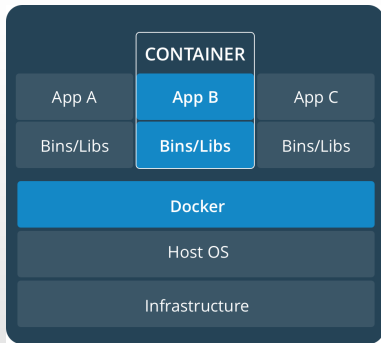 CONTAINER
App A App B App C
Bins/Libs Bins/Libs Bins/Libs
Docker
Host OS
Infrastructure